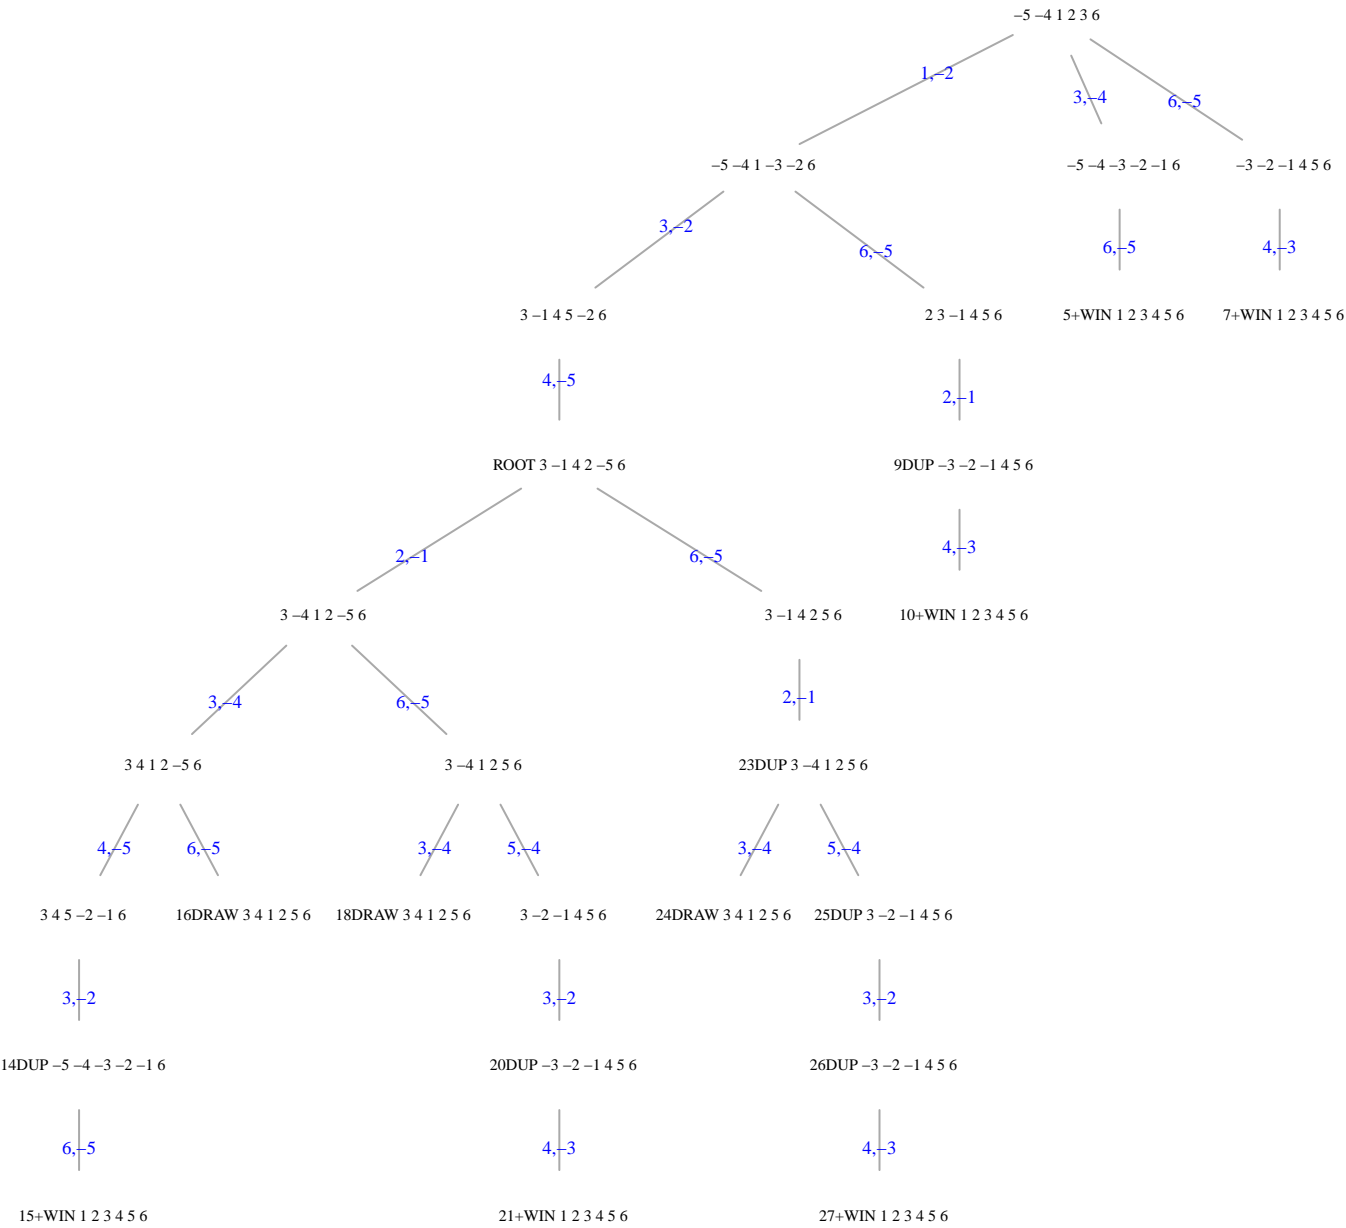 −5 −4 1 2 3 6
1,−2
3,−4
6,−5
−5 −4 1 −3 −2 6
−5 −4 −3 −2 −1 6
−3 −2 −1 4 5 6
3,−2
6,−5
6,−5
4,−3
3 −1 4 5 −2 6
2 3 −1 4 5 6
5+WIN 1 2 3 4 5 6
7+WIN 1 2 3 4 5 6
4,−5
2,−1
ROOT 3 −1 4 2 −5 6
9DUP −3 −2 −1 4 5 6
2,−1
6,−5
4,−3
3 −4 1 2 −5 6
3 −1 4 2 5 6
10+WIN 1 2 3 4 5 6
3,−4
6,−5
2,−1
3 4 1 2 −5 6
3 −4 1 2 5 6
23DUP 3 −4 1 2 5 6
4,−5
6,−5
3,−4
5,−4
3,−4
5,−4
3 4 5 −2 −1 6
16DRAW 3 4 1 2 5 6
18DRAW 3 4 1 2 5 6
3 −2 −1 4 5 6
24DRAW 3 4 1 2 5 6
25DUP 3 −2 −1 4 5 6
3,−2
3,−2
3,−2
14DUP −5 −4 −3 −2 −1 6
20DUP −3 −2 −1 4 5 6
26DUP −3 −2 −1 4 5 6
6,−5
4,−3
4,−3
15+WIN 1 2 3 4 5 6
21+WIN 1 2 3 4 5 6
27+WIN 1 2 3 4 5 6